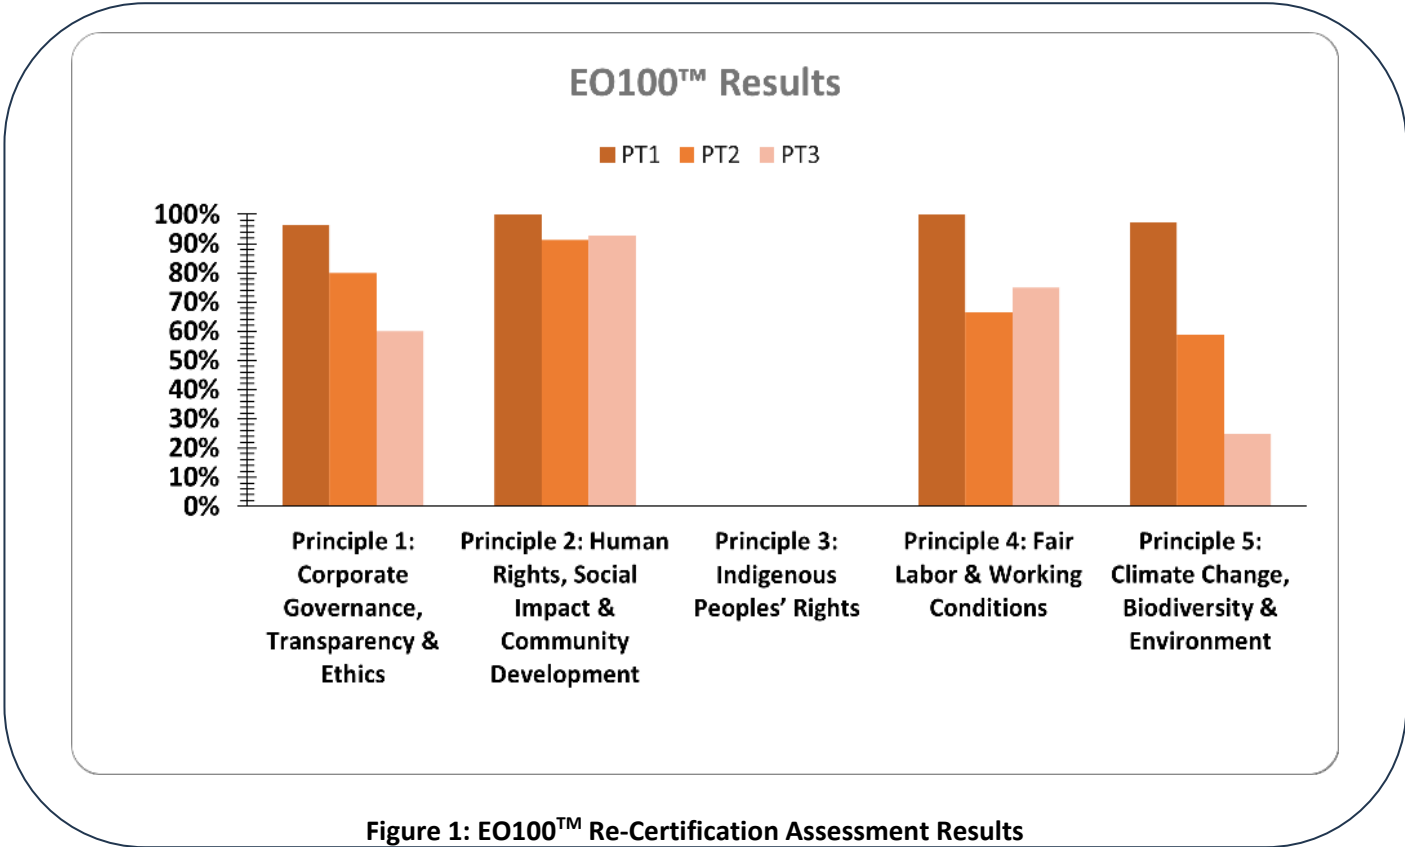 EO100™ Results
PT1 PT2 PT3
100%
90%
80%
70%
60%
50%
40%
30%
20%
10%
0%
Principle 1:
Corporate
Governance,
Transparency &
Ethics
Principle 2: Human
Rights, Social
Impact &
Community
Development
Principle 3:
Indigenous
Peoples’ Rights
Principle 4: Fair
Labor & Working
Conditions
Principle 5:
Climate Change,
Biodiversity &
Environment
Figure 1: EO100™ Re-Certification Assessment Results